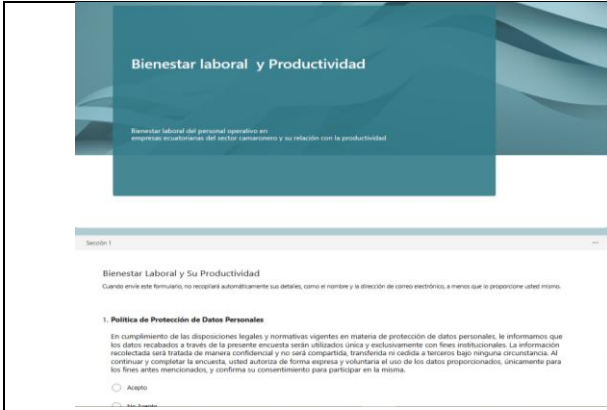 Bienestar laboral y Productividad
Bienestar laboral del personal operativo en
empresas ecuatorianas del sector camaronero y su relación con la productividad
Sección 1
...
Bienestar Laboral y Su Productividad
Cuando envíe este formulario, no recopilará automáticamente sus detalles, como el nombre y la dirección de correo electrónico, a menos que lo proporcione usted mismo.
1. Política de Protección de Datos Personales
En cumplimiento de las disposiciones legales y normativas vigentes en materia de protección de datos personales, le informamos que
los datos recabados a través de la presente encuesta serán utilizados única y exclusivamente con fines institucionales. La información
recolectada será tratada de manera confidencial y no será compartida, transferida ni cedida a terceros bajo ninguna circunstancia. Al
continuar y completar la encuesta, usted autoriza de forma expresa y voluntaria el uso de los datos proporcionados, únicamente para
los fines antes mencionados, y confirma su consentimiento para participar en la misma.
Acepto
No Acepto